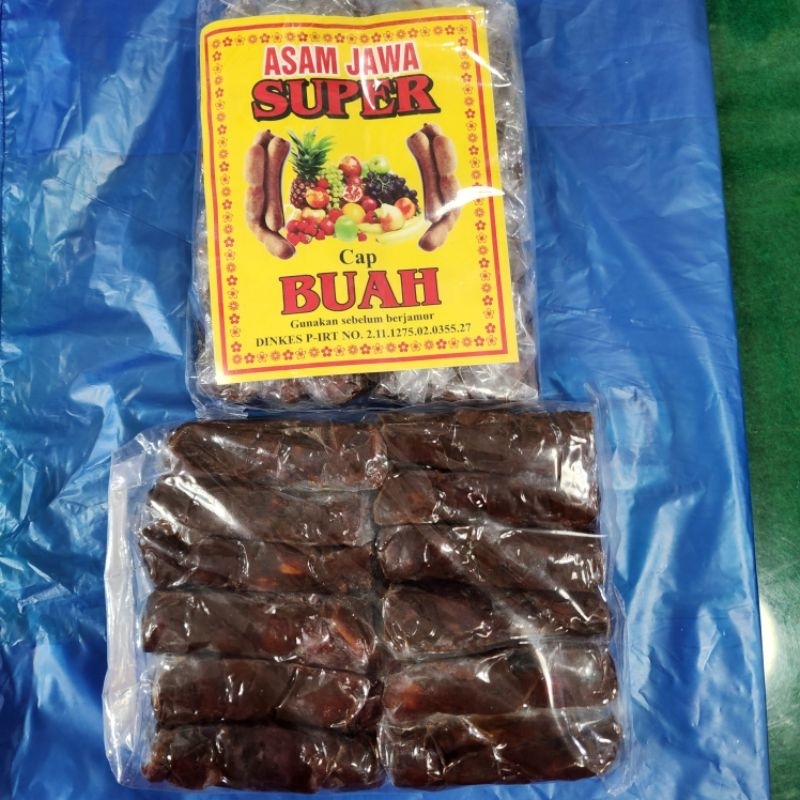 ASAM JAWA
SUPER
Cap
BUAH
Gunakan sebelum berjamur
DINKES P-IRT NO. 2.11.1275.02.0355.27